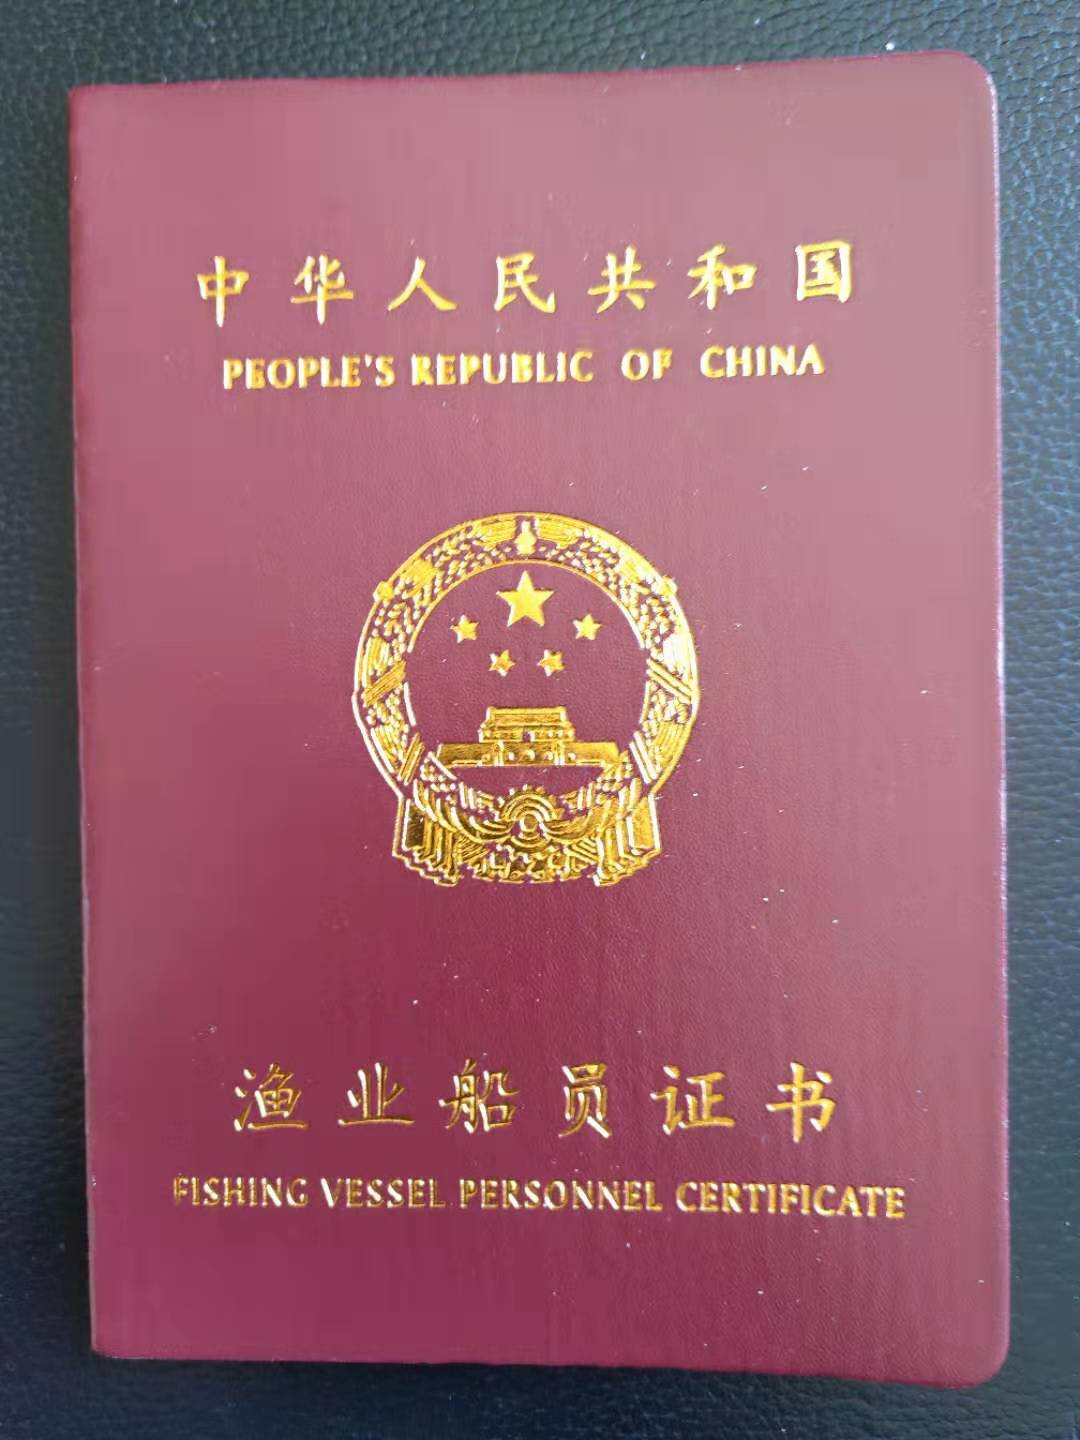 中华人民共和国
PEOPLE'S REPUBLIC OF CHINA
渔业船员证书
FISHING VESSEL PERSONNEL CERTIFICATE